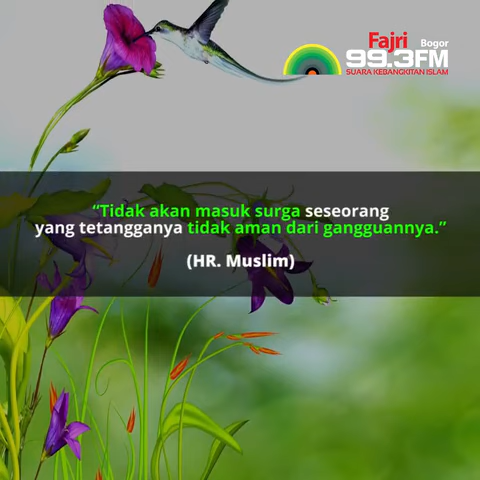 Fajri Bogor
99.3FM
SUARA KEBANGKITAN ISLAM
“Tidak akan masuk surga seseorang
yang tetangganya tidak aman dari gangguannya.”
(HR. Muslim)